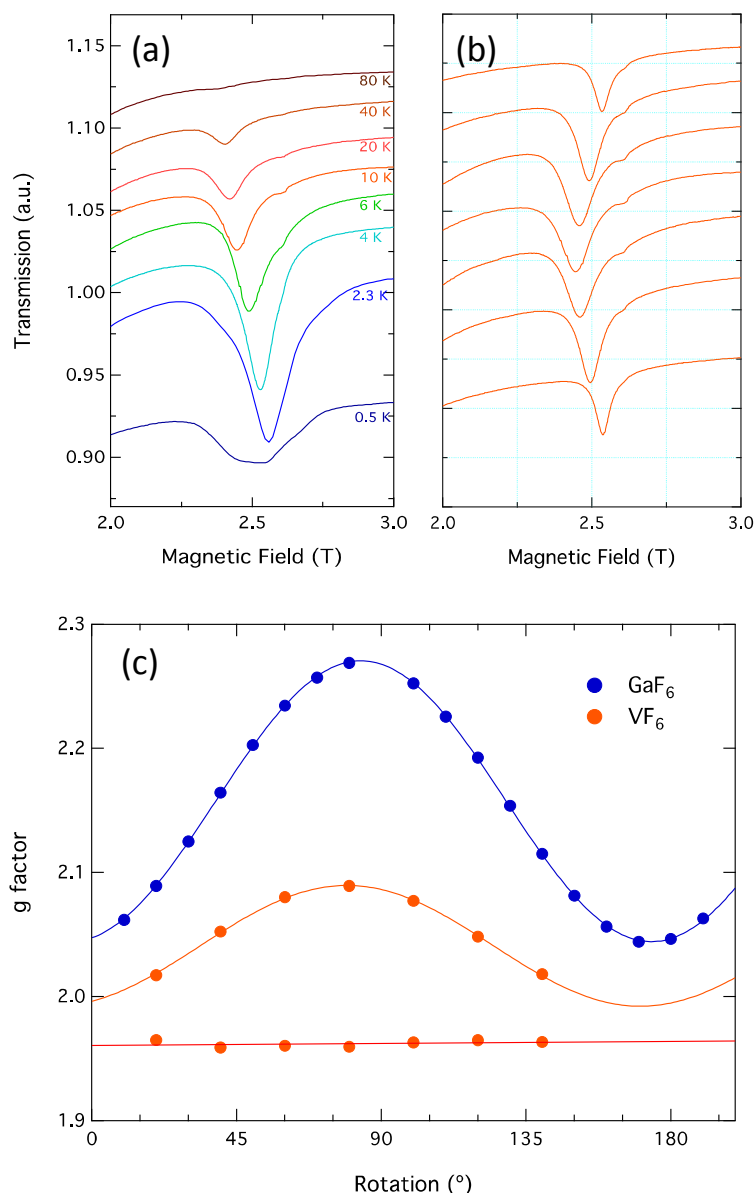 (a)
1.15
1.10
1.05
1.00
0.95
0.90
Transmission (a.u.)
80 K
40 K
20 K
10 K
6 K
4 K
2.3 K
0.5 K
2.0
2.5
3.0
Magnetic Field (T)
(b)
2.0
2.5
3.0
Magnetic Field (T)
(c)
2.3
2.2
2.1
2.0
1.9
g factor
GaF6
VF6
0
45
90
135
180
Rotation (°)